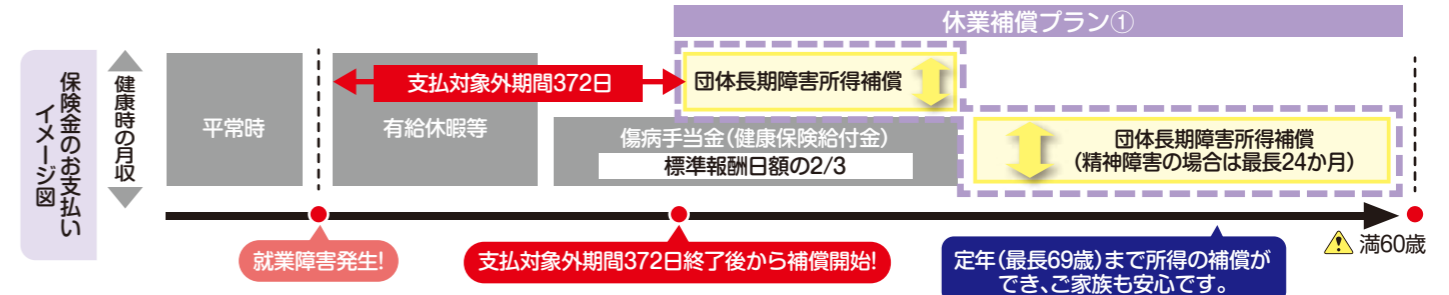 休業補償プラン①
保険金のお支払い
イメージ図
健康時の月収
平常時
有給休暇等
支払対象外期間372日
団体長期障害所得補償
傷病手当金(健康保険給付金)
標準報酬日額の2/3
団体長期障害所得補償
(精神障害の場合は最長24か月)
就業障害発生!
支払対象外期間372日終了後から補償開始!
定年(最長69歳)まで所得の補償が
でき、ご家族も安心です。
満60歳